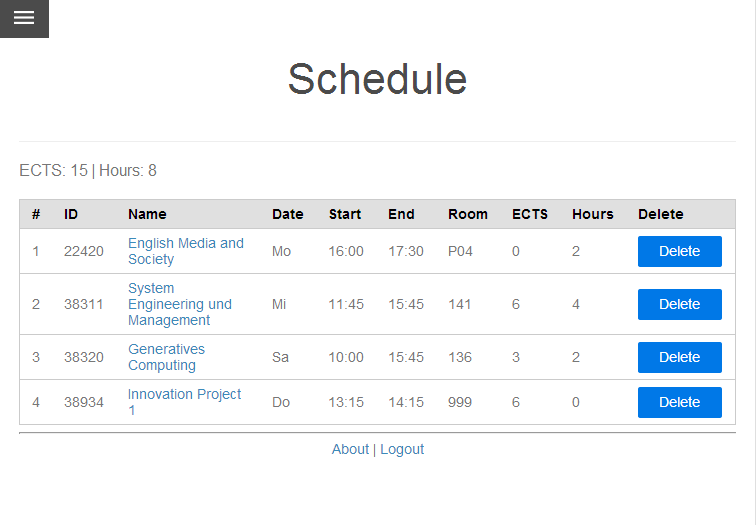 Schedule
ECTS: 15 | Hours: 8
# ID Name Date Start End Room ECTS Hours Delete
1 22420 English Media and Society Mo 16:00 17:30 P04 0 2 Delete
2 38311 System Engineering und Management Mi 11:45 15:45 141 6 4 Delete
3 38320 Generatives Computing Sa 10:00 15:45 136 3 2 Delete
4 38934 Innovation Project 1 Do 13:15 14:15 999 6 0 Delete
About | Logout